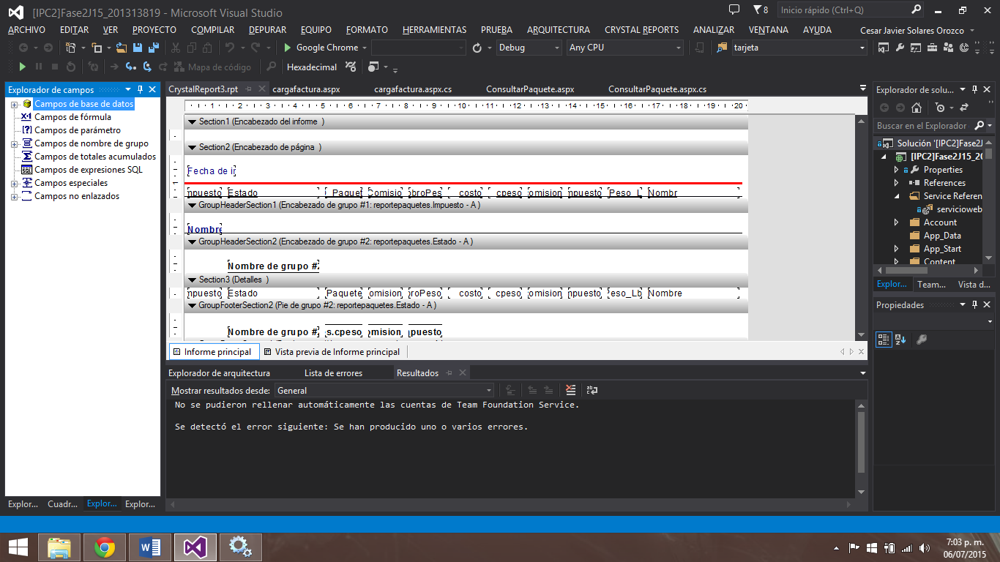 [IPC2]Fase2J15_201313819 - Microsoft Visual Studio
8
Inicio rápido (Ctrl+Q)
ARCHIVO EDITAR VER PROYECTO COMPILAR DEPURAR EQUIPO FORMATO HERRAMIENTAS PRUEBA ARQUITECTURA CRYSTAL REPORTS ANALIZAR VENTANA AYUDA
Cesar Javier Solares Orozco
Google Chrome
Debug
Any CPU
tarjeta
Mapa de código
Hexadecimal
Explorador de campos
Campos de base de datos
Campos de fórmula
Campos de parámetro
Campos de nombre de grupo
Campos de totales acumulados
Campos de expresiones SQL
Campos especiales
Campos no enlazados
Explor... Cuadr... Explor... Explor...
CrystalReport3.rpt cargafactura.aspx cargafactura.aspx.cs ConsultarPaquete.aspx ConsultarPaquete.aspx.cs
1 2 3 4 5 6 7 8 9 10 11 12 13 14 15 16 17 18 19 20
Section1 (Encabezado del informe )
Section2 (Encabezado de página )
Fecha de ir
npuesto Estado _Paquet Comision obroPes costo cpeso omision npuesto Peso_L Nombr
GroupHeaderSection1 (Encabezado de grupo #1: reportepaquetes.Impuesto - A )
Nombre
GroupHeaderSection2 (Encabezado de grupo #2: reportepaquetes.Estado - A )
Nombre de grupo #2
Section3 (Detalles )
npuesto Estado Paquete omision roPeso costo cpeso omision npuesto eso_Lb Nombre
GroupFooterSection2 (Pie de grupo #2: reportepaquetes.Estado - A )
Nombre de grupo # s.cpeso mision puesto
Informe principal Vista previa de Informe principal
Explorador de arquitectura Lista de errores Resultados
Mostrar resultados desde: General
No se pudieron rellenar automáticamente las cuentas de Team Foundation Service.
Se detectó el error siguiente: Se han producido uno o varios errores.
Explorador de solu...
Buscar en el Explorador
Solución '[IPC2]Fase2J
[IPC2]Fase2J15_20
Properties
References
Service Referen
servicioweb
Account
App_Data
App_Start
Content
Explor... Team... Vista d...
Propiedades
7:03 p. m.
06/07/2015